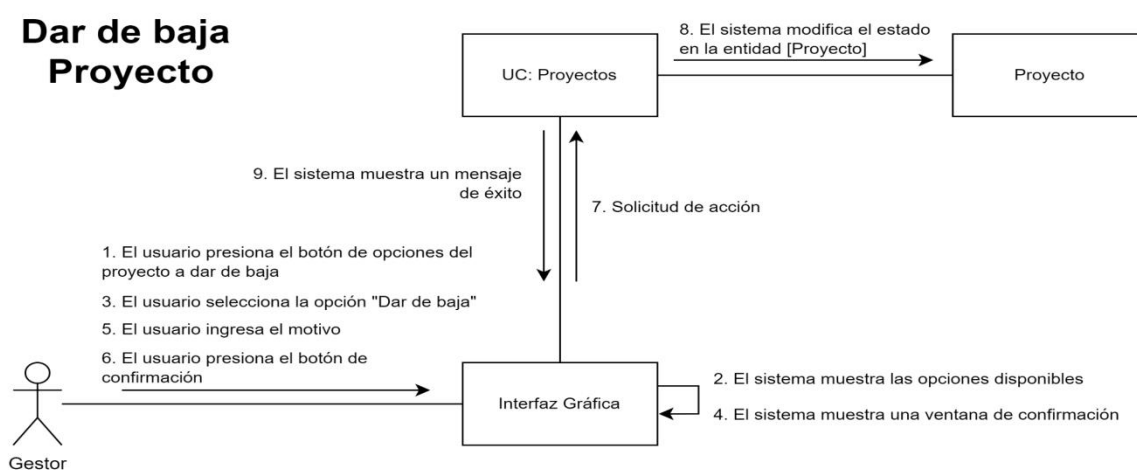 Dar de baja
Proyecto
8. El sistema modifica el estado
en la entidad [Proyecto]
UC: Proyectos
Proyecto
9. El sistema muestra un mensaje
de éxito
7. Solicitud de acción
1. El usuario presiona el botón de opciones del
proyecto a dar de baja
3. El usuario selecciona la opción "Dar de baja"
5. El usuario ingresa el motivo
6. El usuario presiona el botón de
confirmación
2. El sistema muestra las opciones disponibles
Interfaz Gráfica
4. El sistema muestra una ventana de confirmación
Gestor